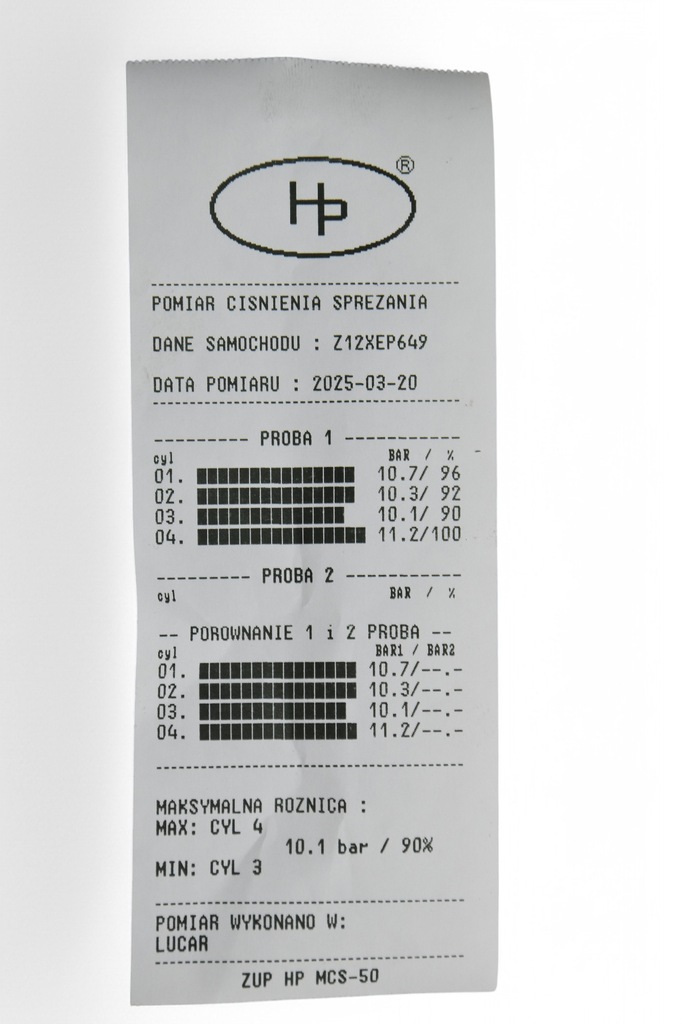 HP ®
POMIAR CISNIENIA SPREZANIA
DANE SAMOCHODU : Z12XEP649
DATA POMIARU : 2025-03-20
--------- PROBA 1 -----------
cyl BAR / %
01. 10.7/ 96
02. 10.3/ 92
03. 10.1/ 90
04. 11.2/100
--------- PROBA 2 -----------
cyl BAR / %
-- POROWNANIE 1 i 2 PROBA --
cyl BAR1 / BAR2
01. 10.7/--.-
02. 10.3/--.-
03. 10.1/--.-
04. 11.2/--.-
MAKSYMALNA ROZNICA :
MAX: CYL 4
10.1 bar / 90%
MIN: CYL 3
POMIAR WYKONANO W:
LUCAR
ZUP HP MCS-50